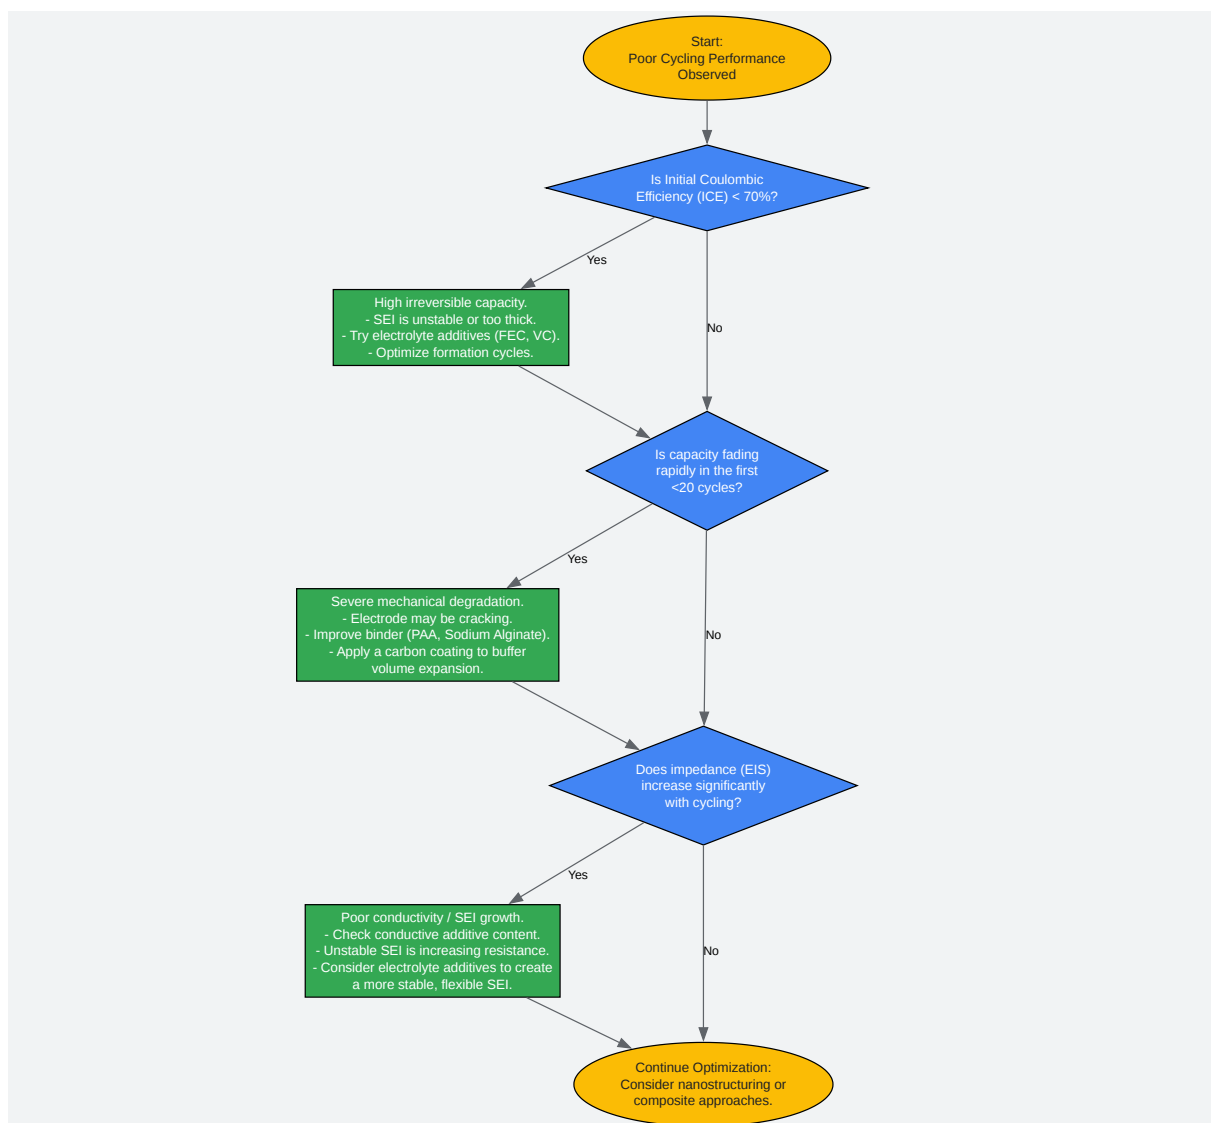 Start:
Poor Cycling Performance
Observed
Is Initial Coulombic
Efficiency (ICE) < 70%?
Yes
High irreversible capacity.
- SEI is unstable or too thick.
- Try electrolyte additives (FEC, VC).
- Optimize formation cycles.
No
Is capacity fading
rapidly in the first
<20 cycles?
Yes
Severe mechanical degradation.
- Electrode may be cracking.
- Improve binder (PAA, Sodium Alginate).
- Apply a carbon coating to buffer
volume expansion.
No
Does impedance (EIS)
increase significantly
with cycling?
Yes
Poor conductivity / SEI growth.
- Check conductive additive content.
- Unstable SEI is increasing resistance.
- Consider electrolyte additives to create
a more stable, flexible SEI.
No
Continue Optimization:
Consider nanostructuring or
composite approaches.